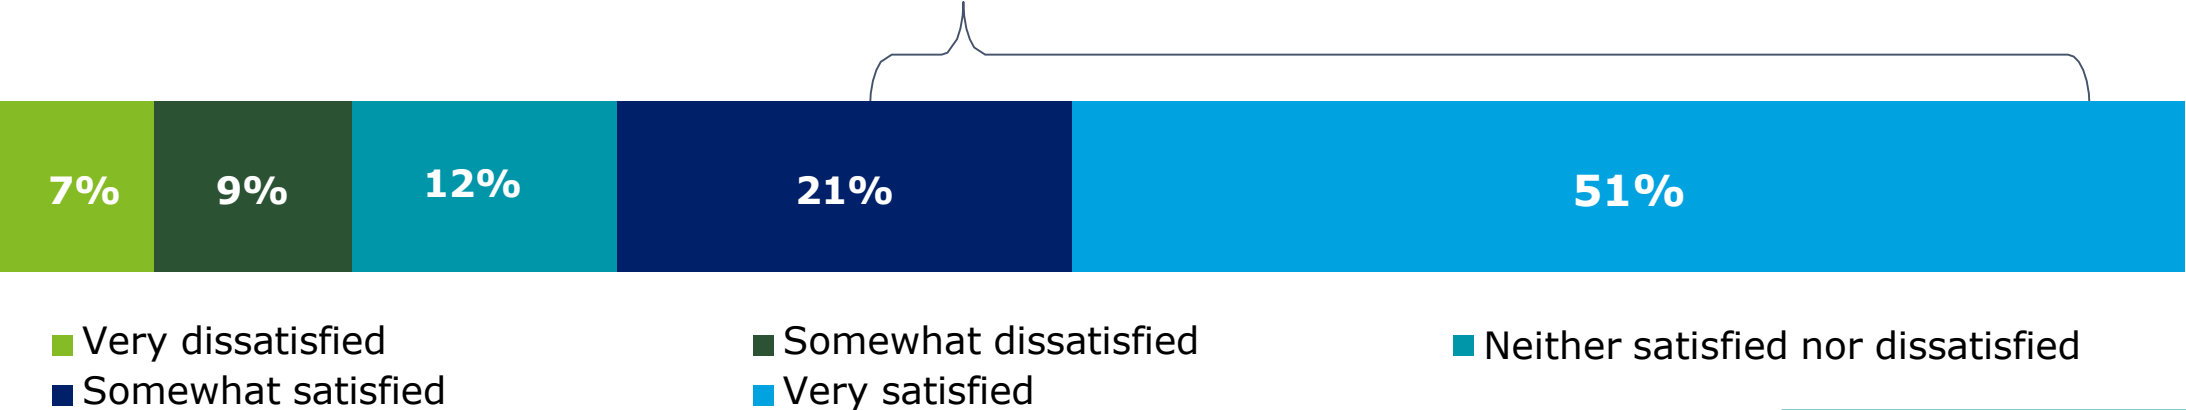 7% 9% 12% 21% 51%
Very dissatisfied Somewhat dissatisfied Neither satisfied nor dissatisfied
Somewhat satisfied Very satisfied